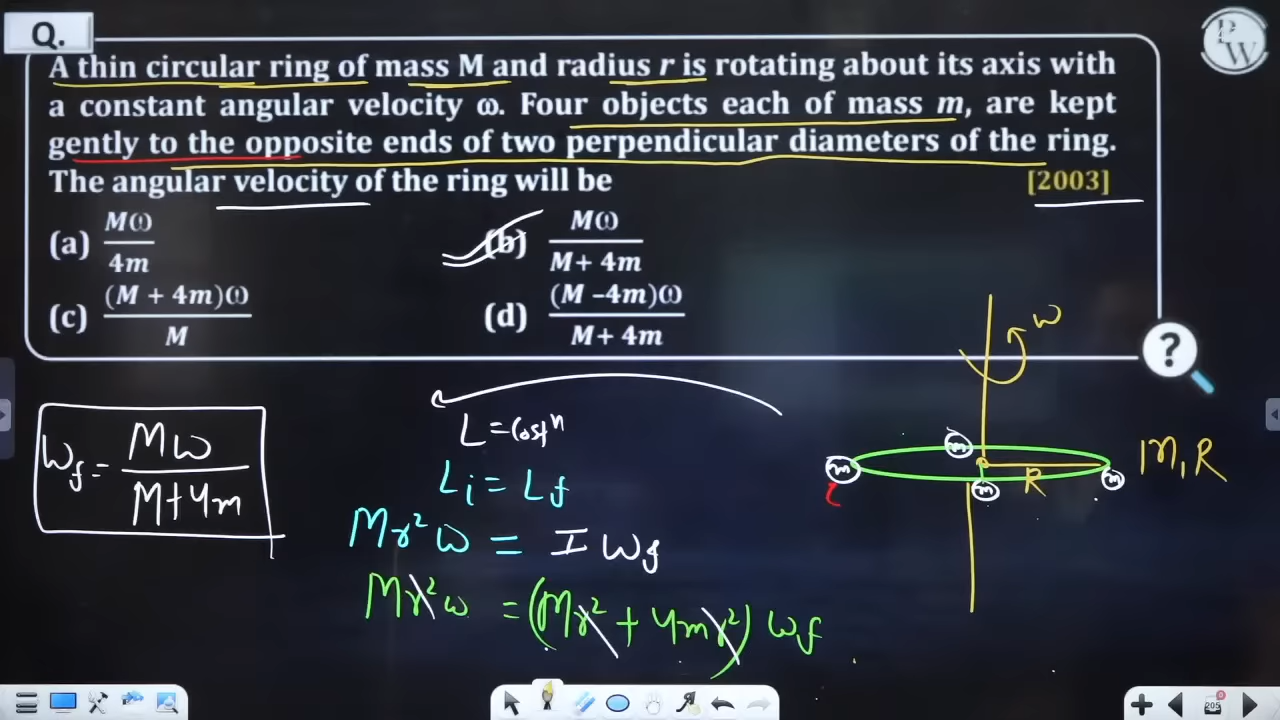 Q.
PW
A thin circular ring of mass M and radius r is rotating about its axis with
a constant angular velocity ω. Four objects each of mass m, are kept
gently to the opposite ends of two perpendicular diameters of the ring.
The angular velocity of the ring will be [2003]
(a) Mω/4m
(b) Mω/M+ 4m
(c) (M + 4m)ω/M
(d) (M –4m)ω/M+ 4m
?
ω
L = Costⁿ
Li = Lf
Mr²ω = I ωf
Mr²ω = (Mr² + 4mr²) ωf
ωf = Mω/M+4m
m
m
m
m
R
M, R
205